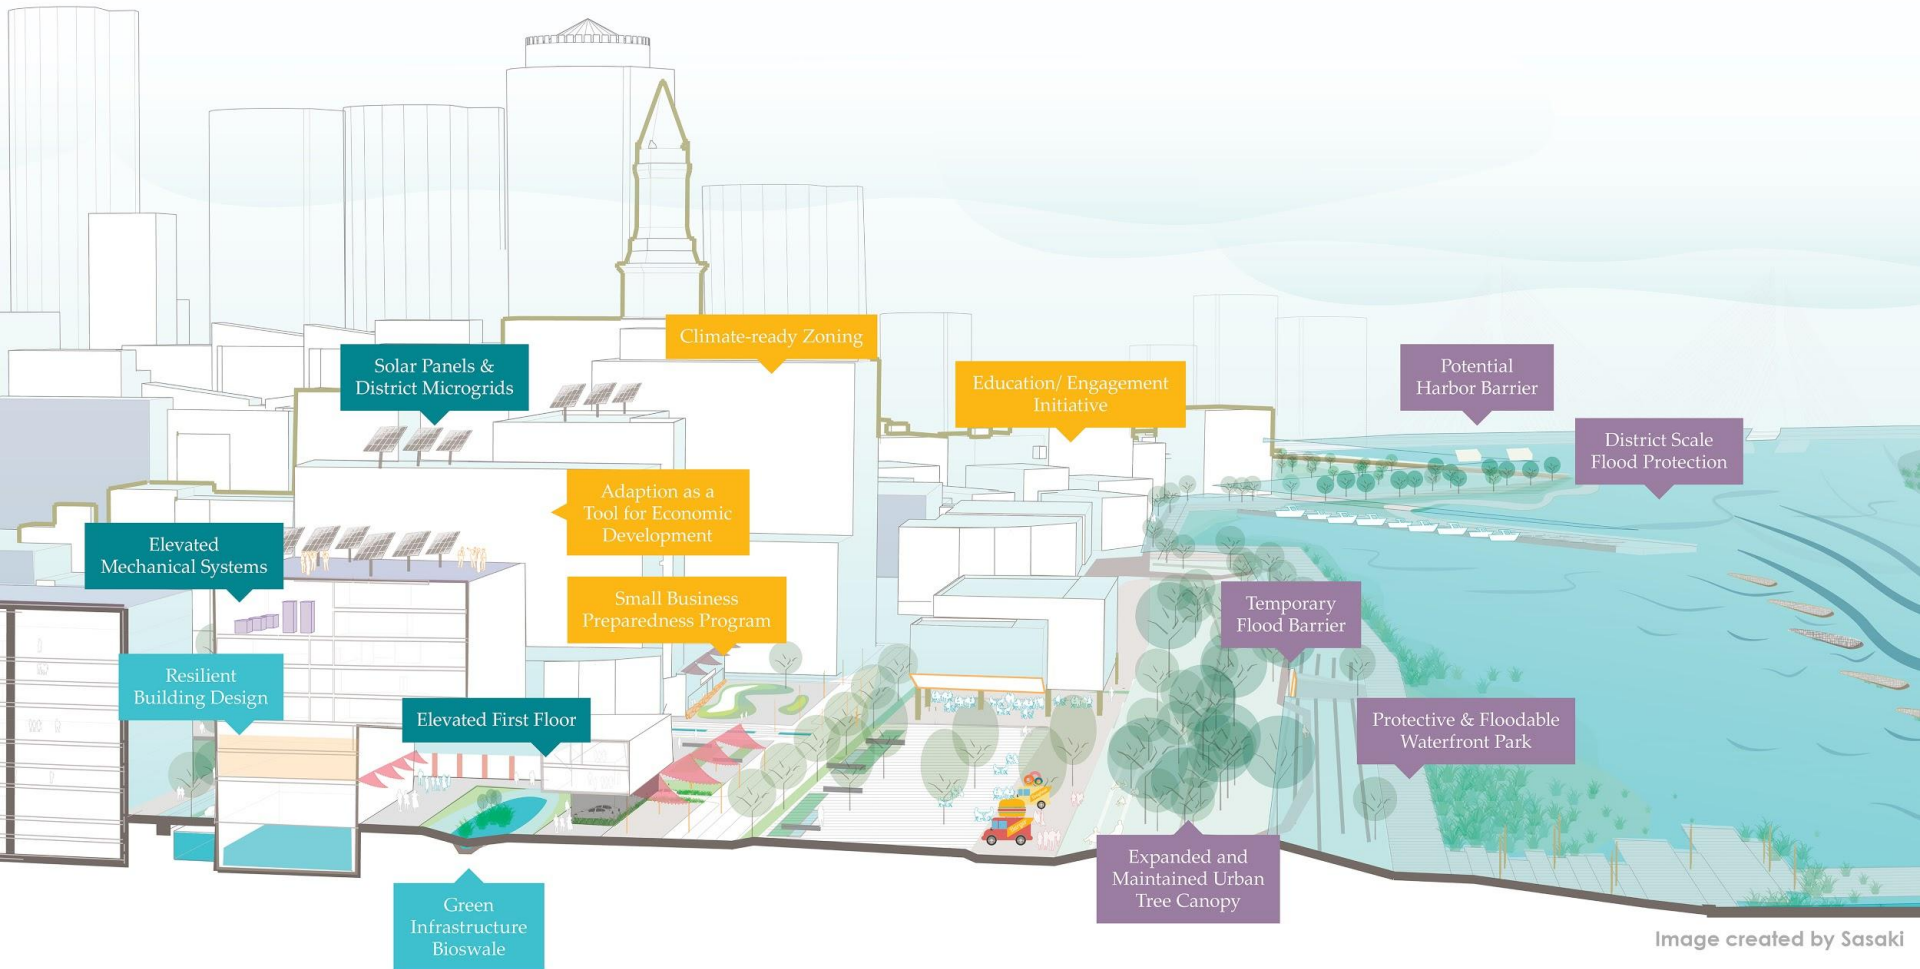 Climate-ready Zoning
Solar Panels &
District Microgrids
Education/ Engagement
Initiative
Potential
Harbor Barrier
District Scale
Flood Protection
Adaption as a
Tool for Economic
Development
Elevated
Mechanical Systems
Small Business
Preparedness Program
Temporary
Flood Barrier
Resilient
Building Design
Elevated First Floor
Protective & Floodable
Waterfront Park
Expanded and
Maintained Urban
Tree Canopy
Green
Infrastructure
Bioswale
Image created by Sasaki